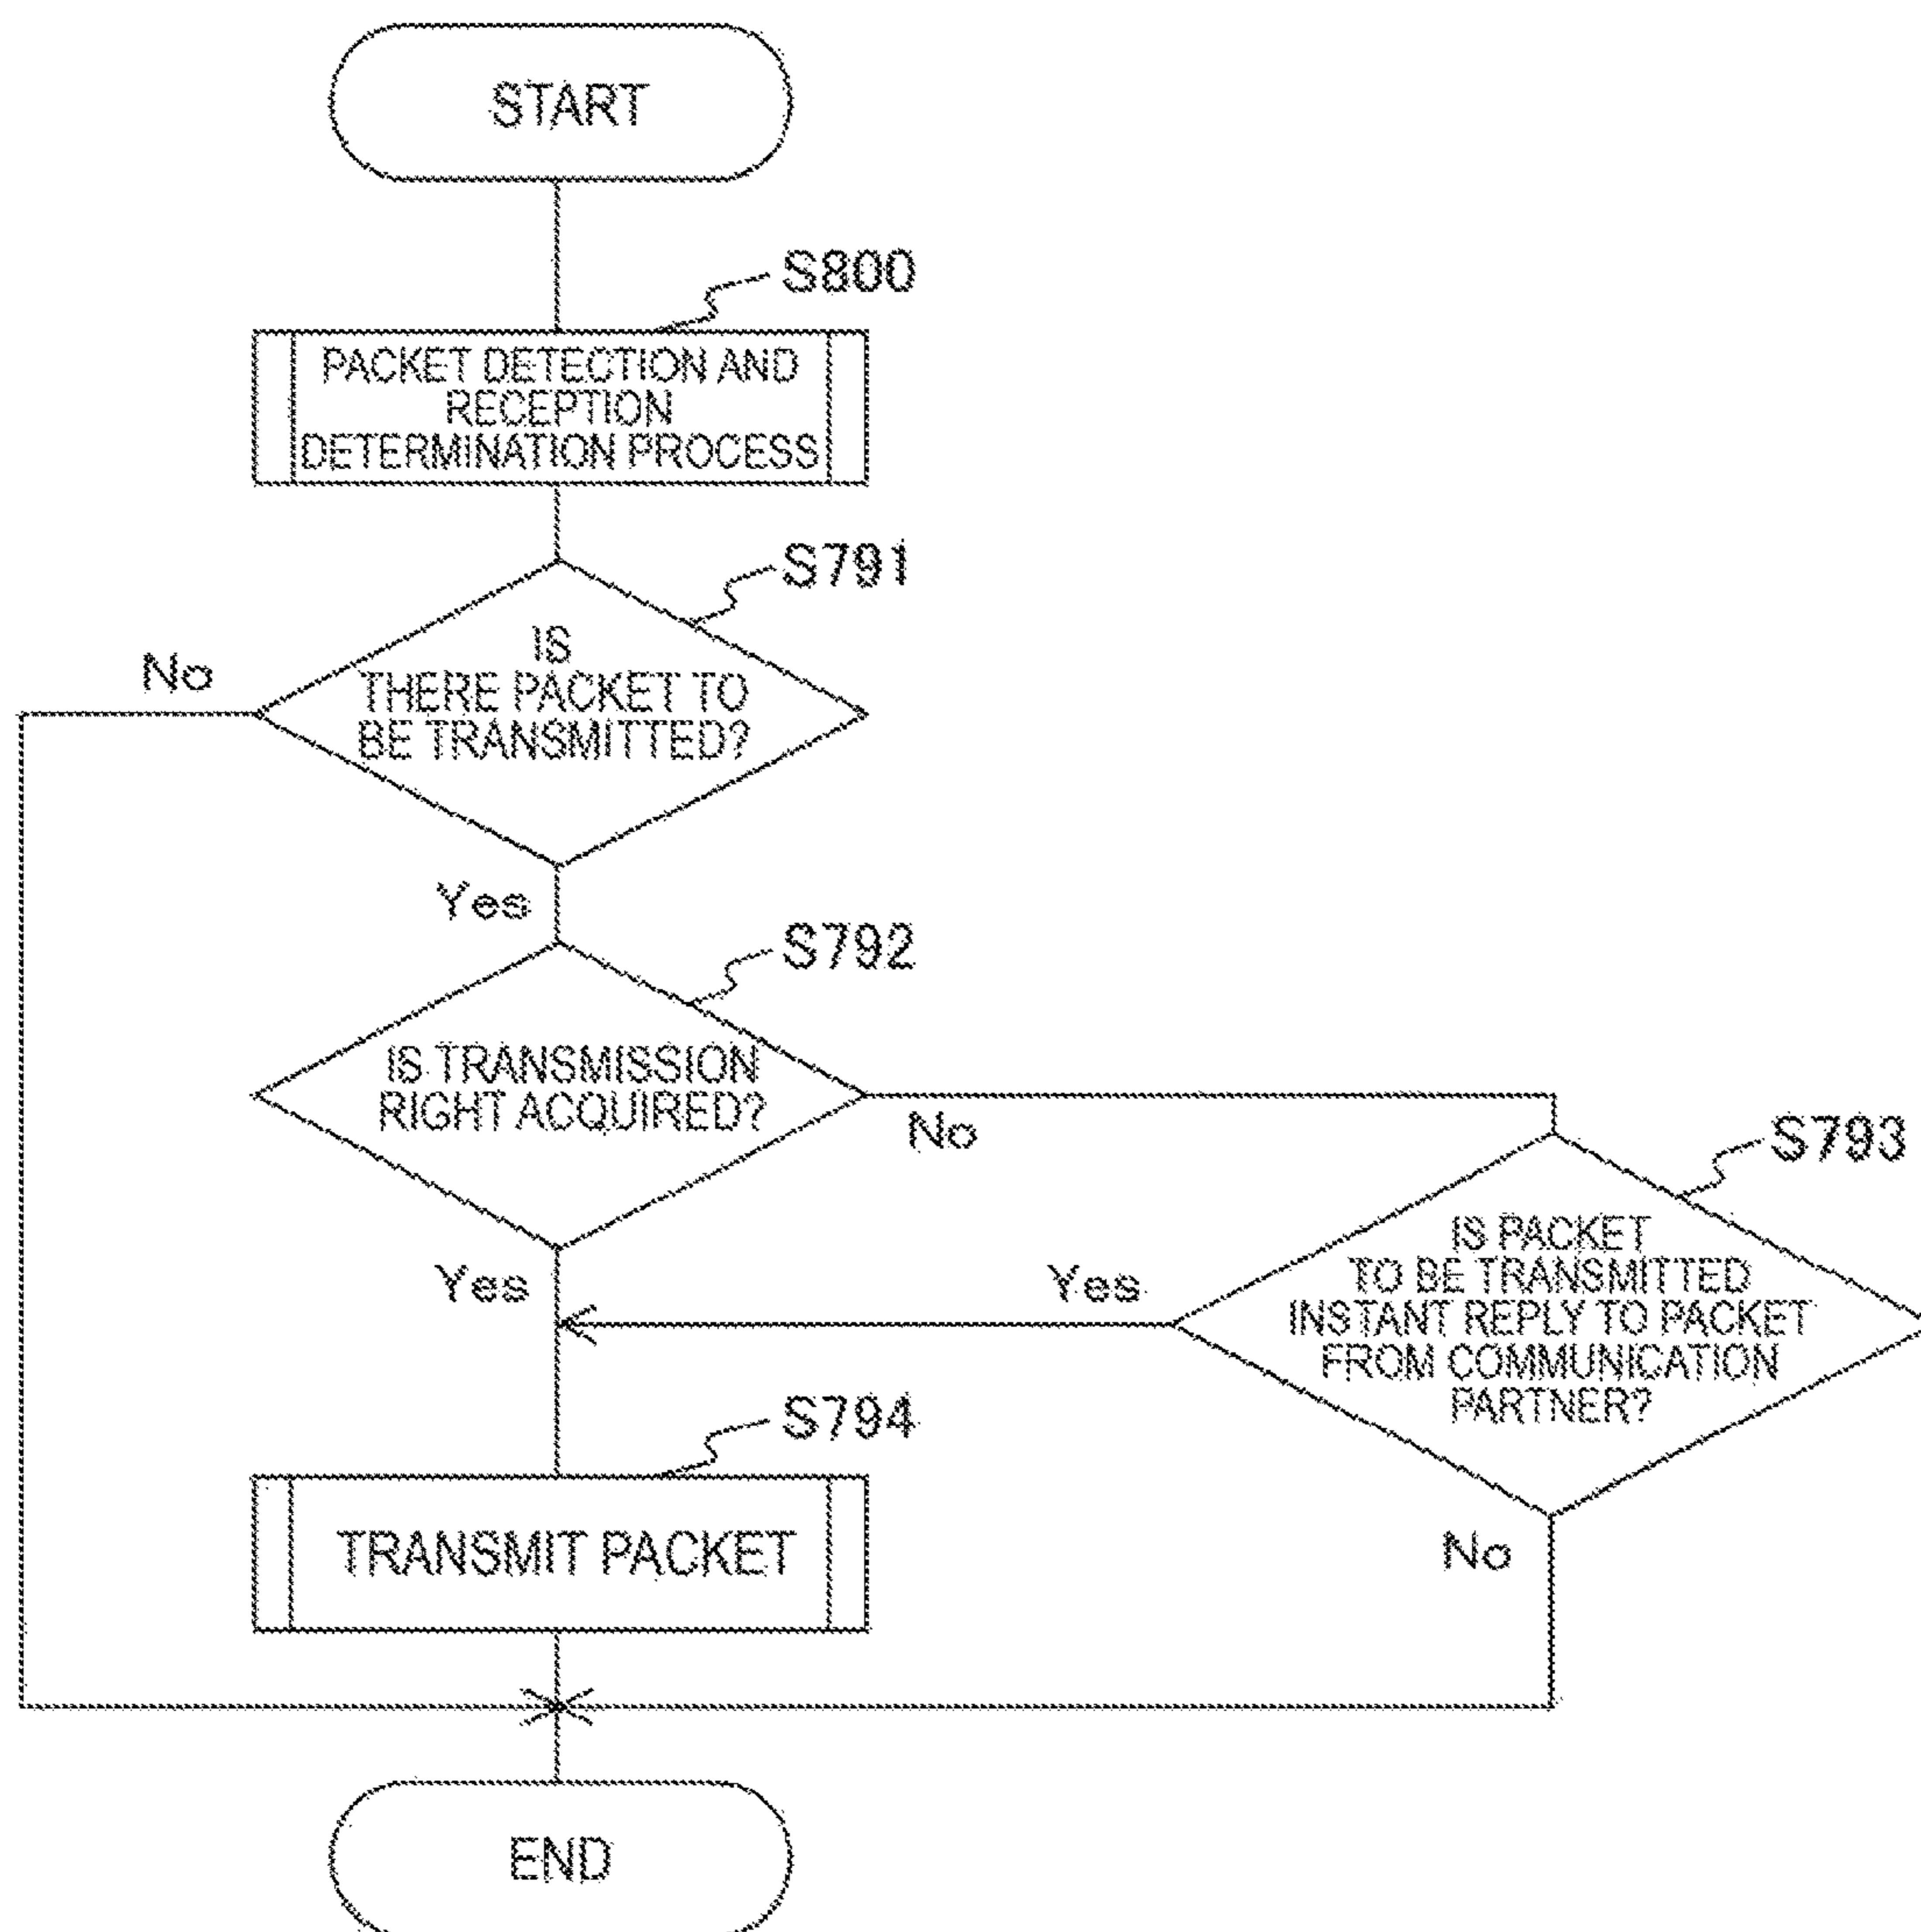 START
S800
PACKET DETECTION AND
RECEPTION
DETERMINATION PROCESS
S791
IS
THERE PACKET TO
BE TRANSMITTED?
No
Yes
S792
IS TRANSMISSION
RIGHT ACQUIRED?
No
Yes
S793
IS PACKET
TO BE TRANSMITTED
INSTANT REPLY TO PACKET
FROM COMMUNICATION
PARTNER?
Yes
No
S794
TRANSMIT PACKET
END